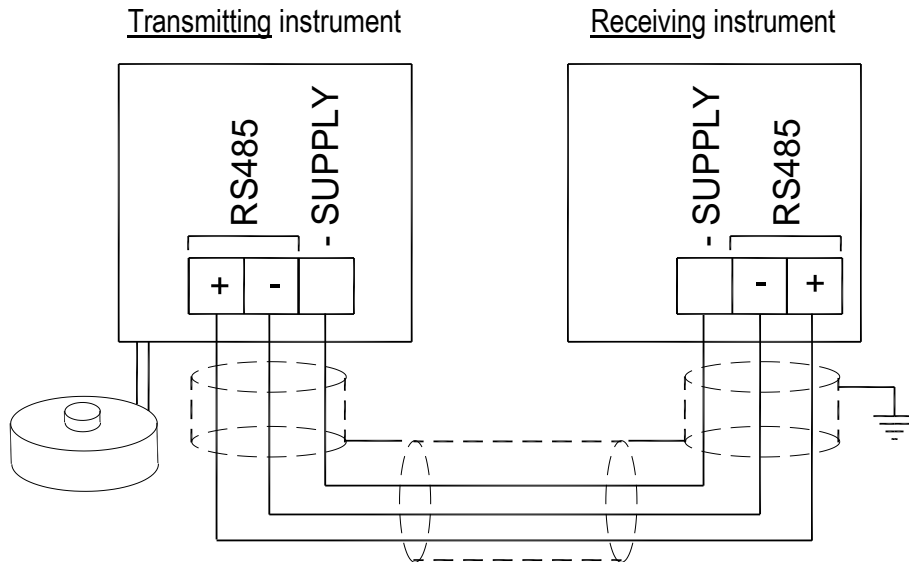 Transmitting instrument
Receiving instrument
RS485
- SUPPLY
- SUPPLY
RS485
+ -
- +